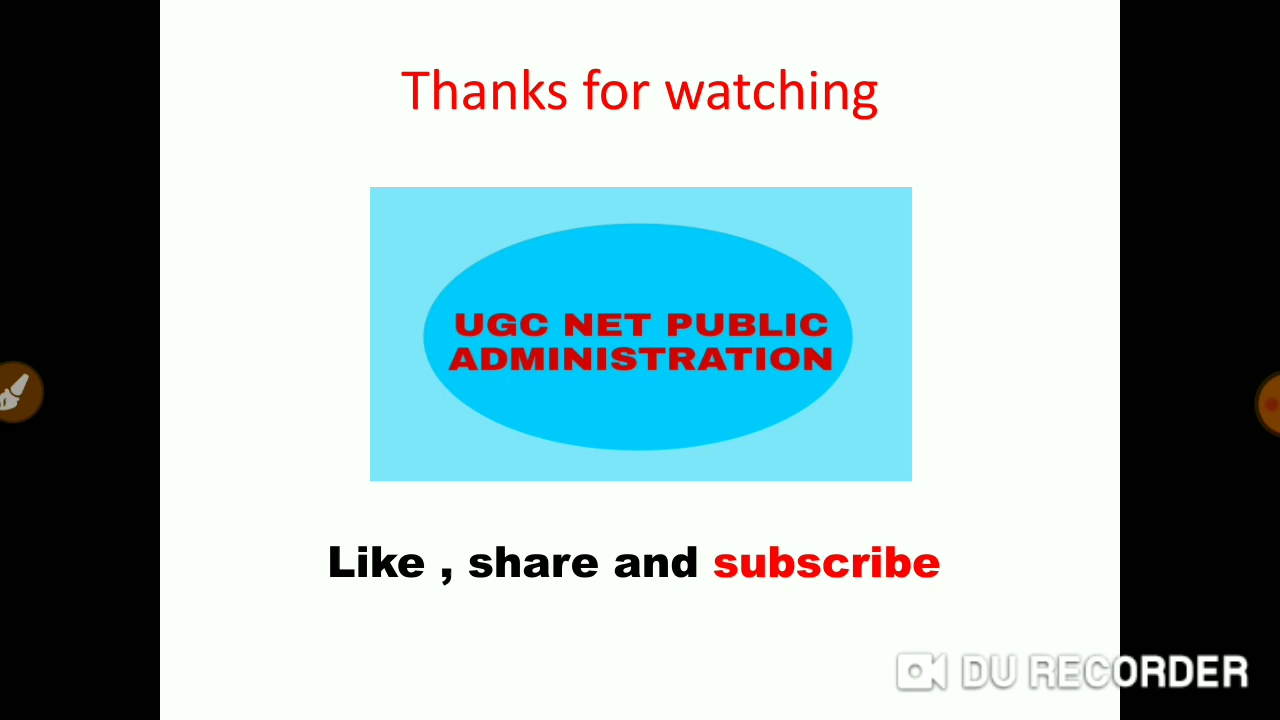 Thanks for watching
UGC NET PUBLIC
ADMINISTRATION
Like , share and subscribe
DU RECORDER